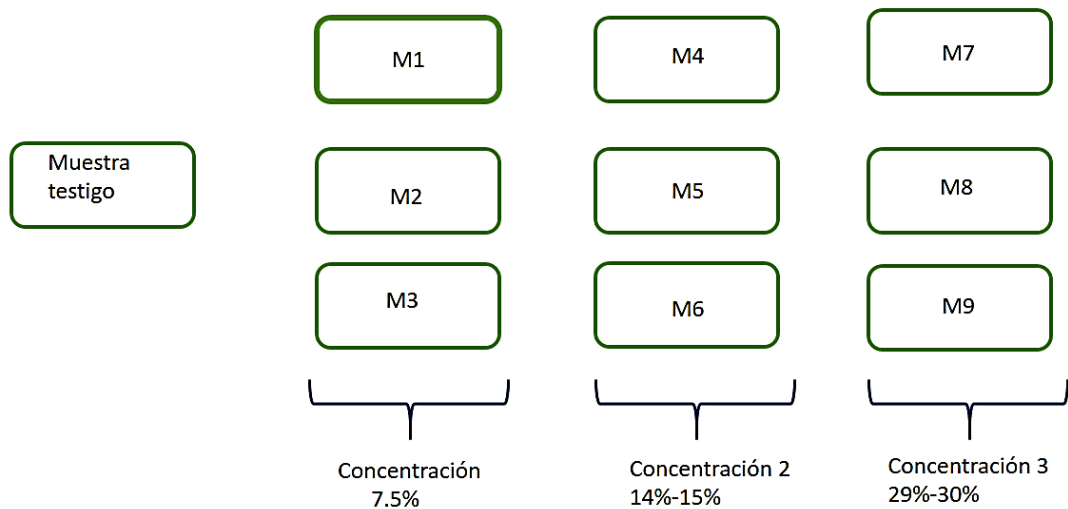 M1
M4
M7
Muestra
testigo
M2
M5
M8
M3
M6
M9
Concentración
7.5%
Concentración 2
14%-15%
Concentración 3
29%-30%